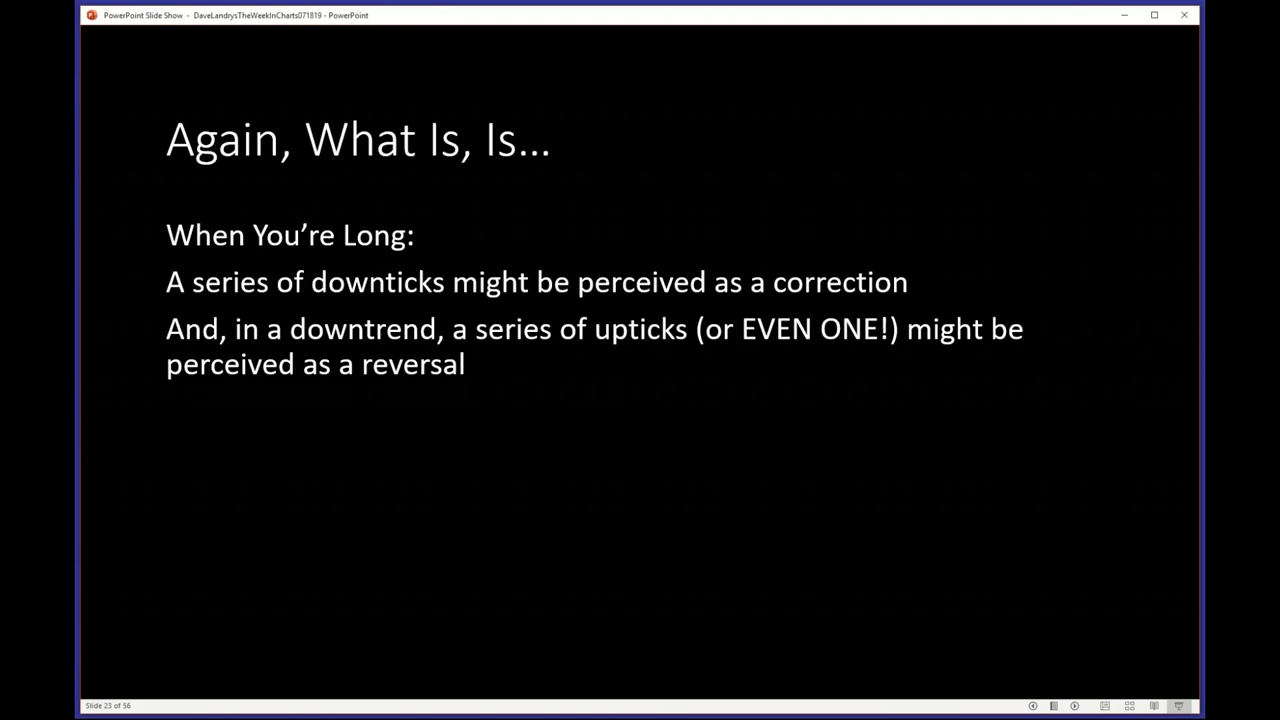 PowerPoint Slide Show - DaveLandrysTheWeekInCharts071819 - PowerPoint
Again, What Is, Is...
When You’re Long:
A series of downticks might be perceived as a correction
And, in a downtrend, a series of upticks (or EVEN ONE!) might be
perceived as a reversal
Slide 23 of 56